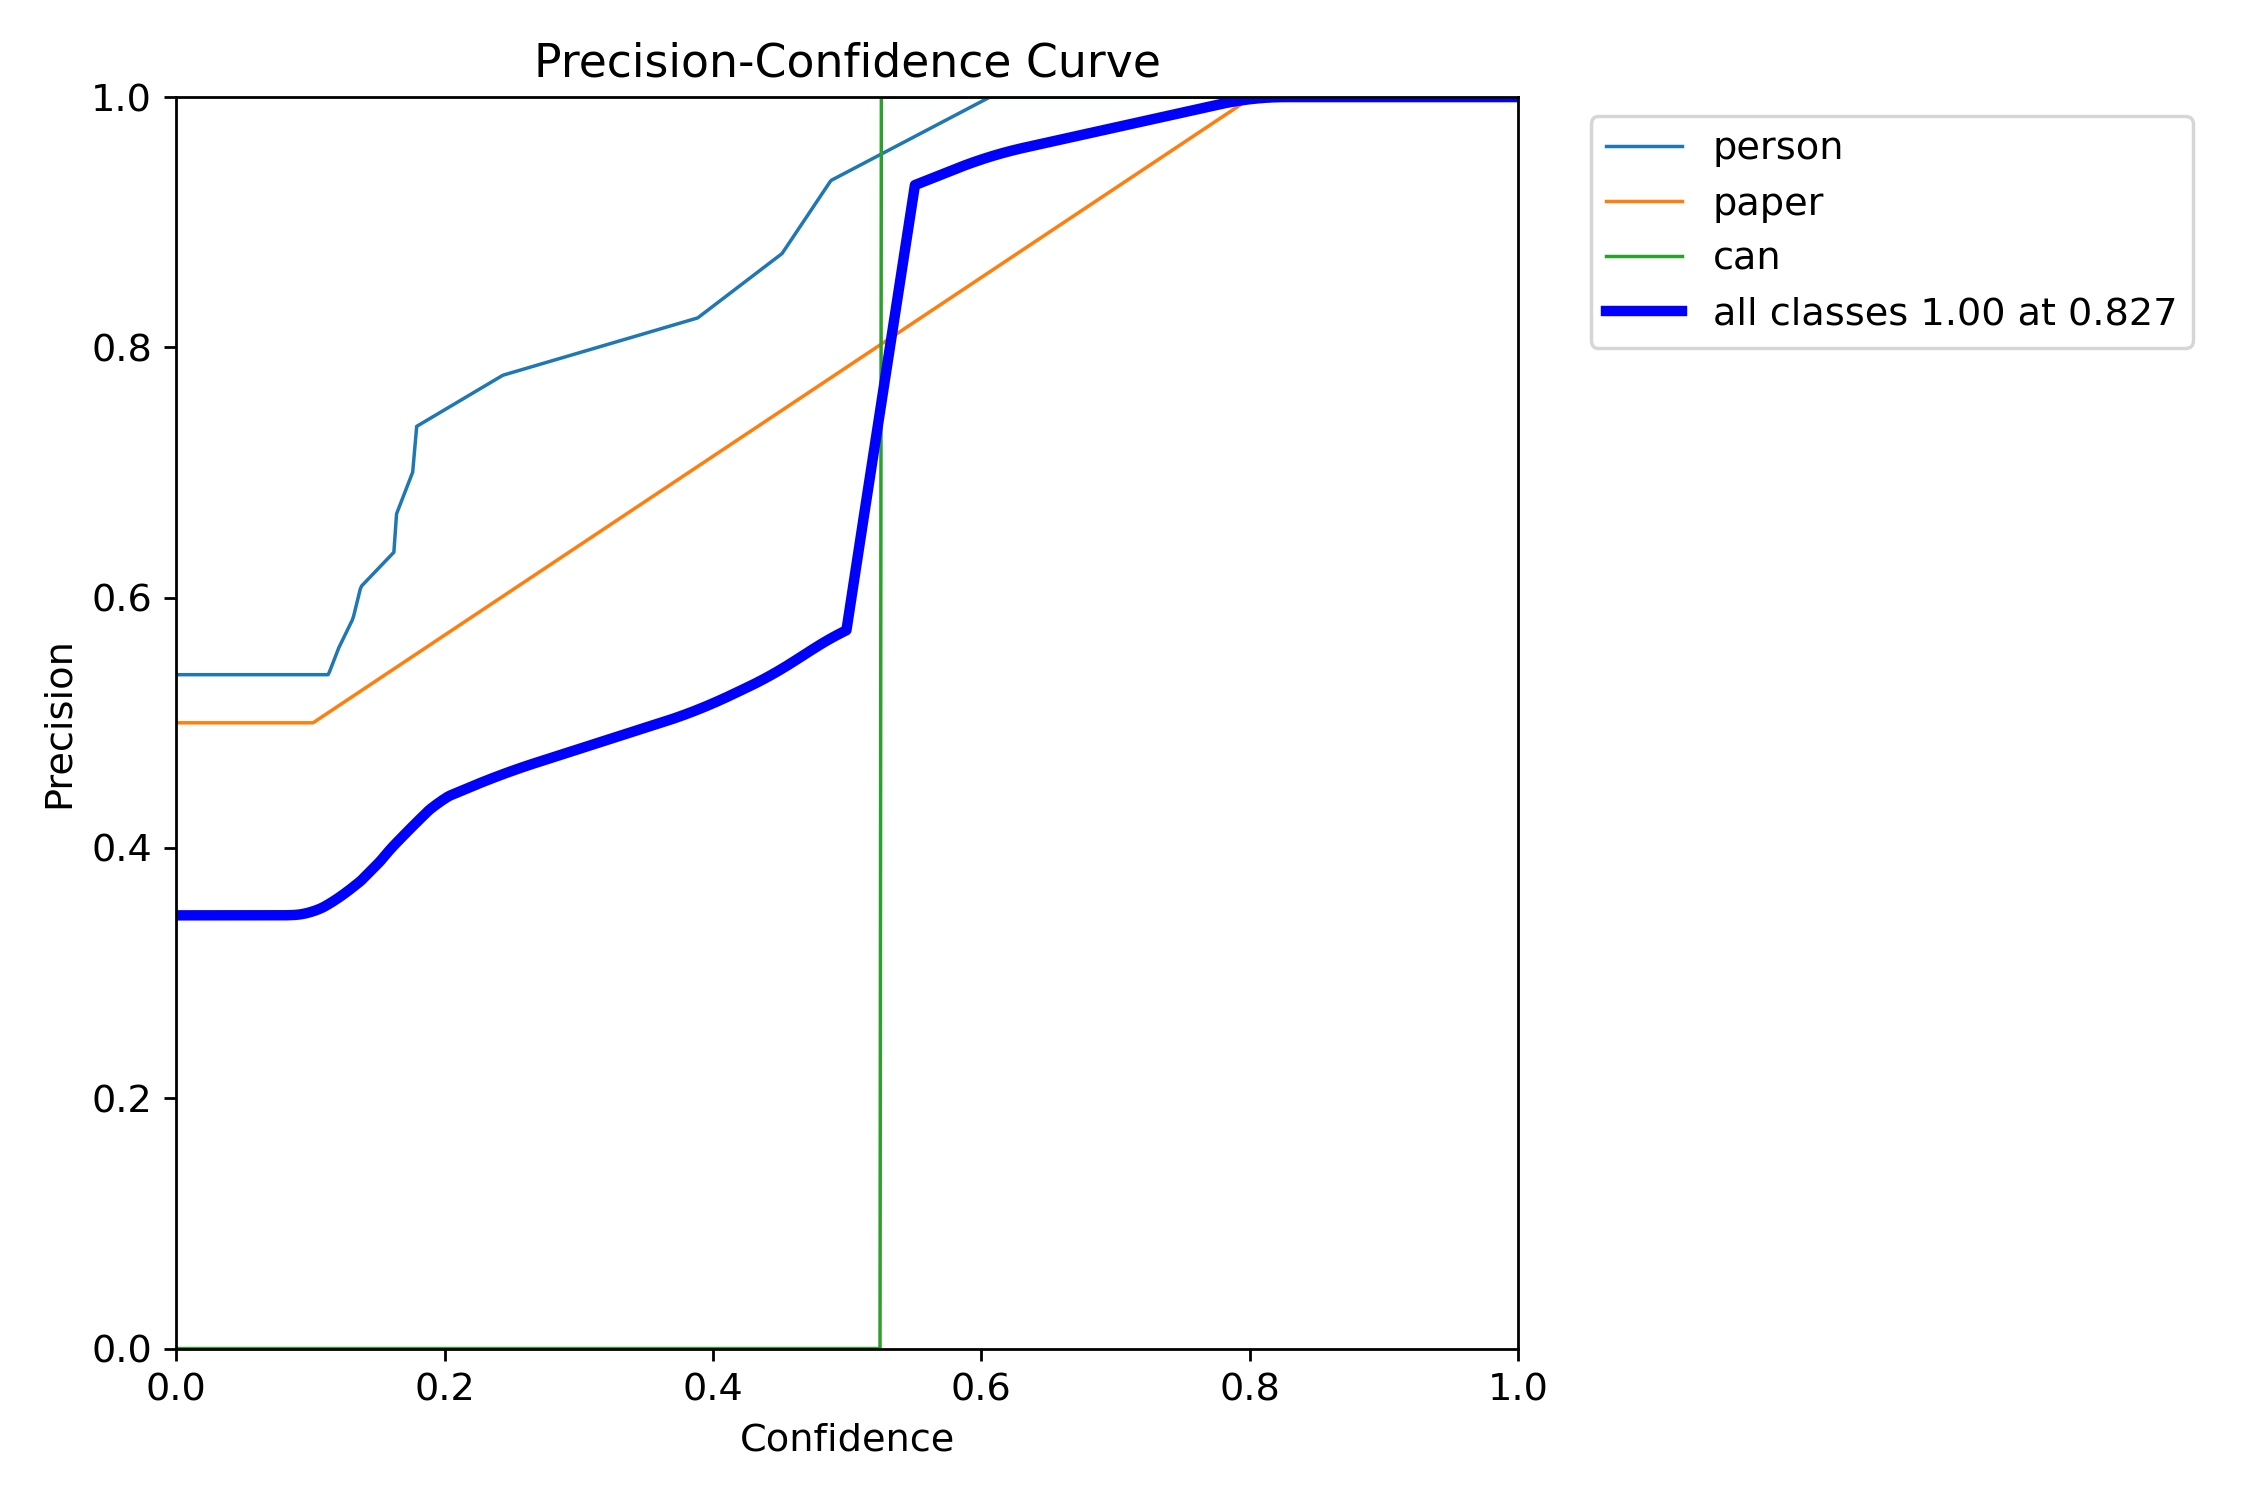 Precision-Confidence Curve
1.0
0.8
0.6
0.4
0.2
0.0
Precision
0.0 0.2 0.4 0.6 0.8 1.0
Confidence
person
paper
can
all classes 1.00 at 0.827